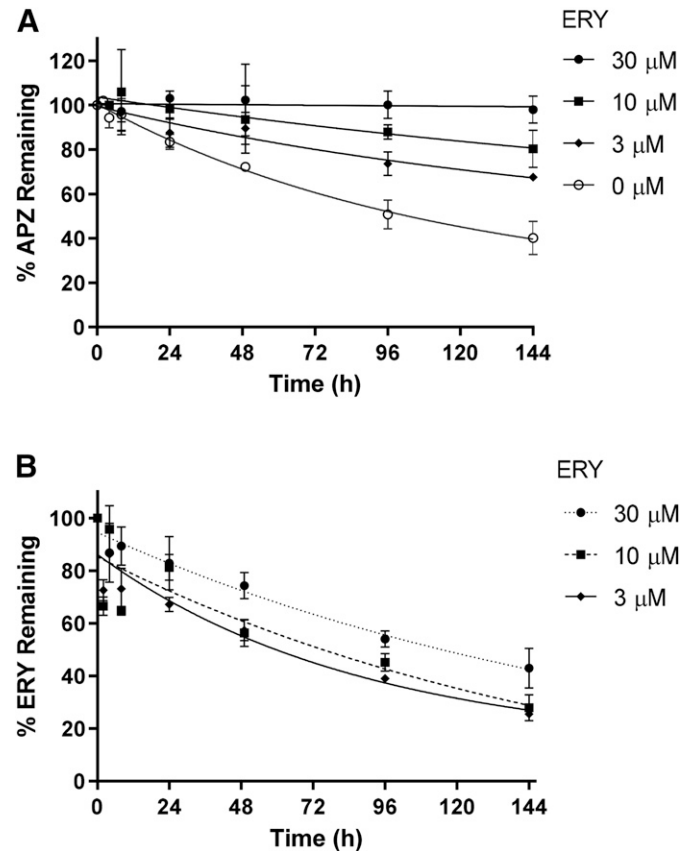 A
ERY
30 μM
10 μM
3 μM
0 μM
% APZ Remaining
120
100
80
60
40
20
0
0 24 48 72 96 120 144
Time (h)
B
ERY
30 μM
10 μM
3 μM
% ERY Remaining
100
80
60
40
20
0
0 24 48 72 96 120 144
Time (h)